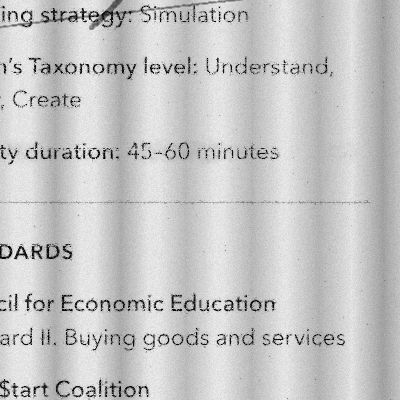 ing strategy: Simulation
's Taxonomy level: Understand,
, Create
ty duration: 45–60 minutes
DARDS
cil for Economic Education
ard II. Buying goods and services
$tart Coalition